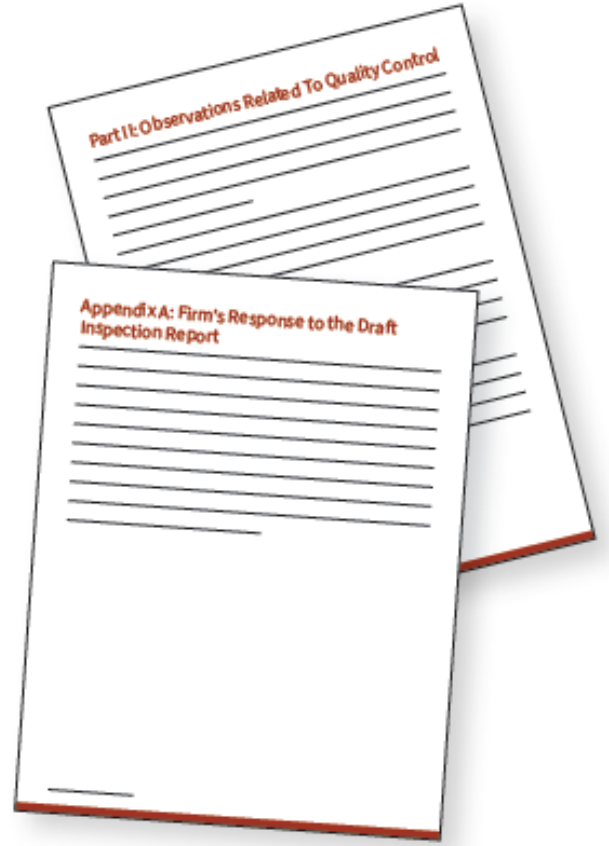 Part II: Observations Related To Quality Control
Appendix A: Firm's Response to the Draft
Inspection Report